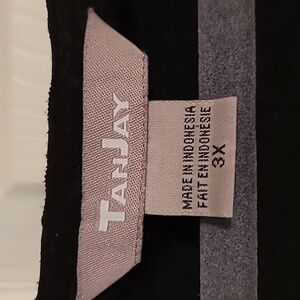 TANJAY
MADE IN INDONESIA
FAIT EN INDONÉSIE
3X